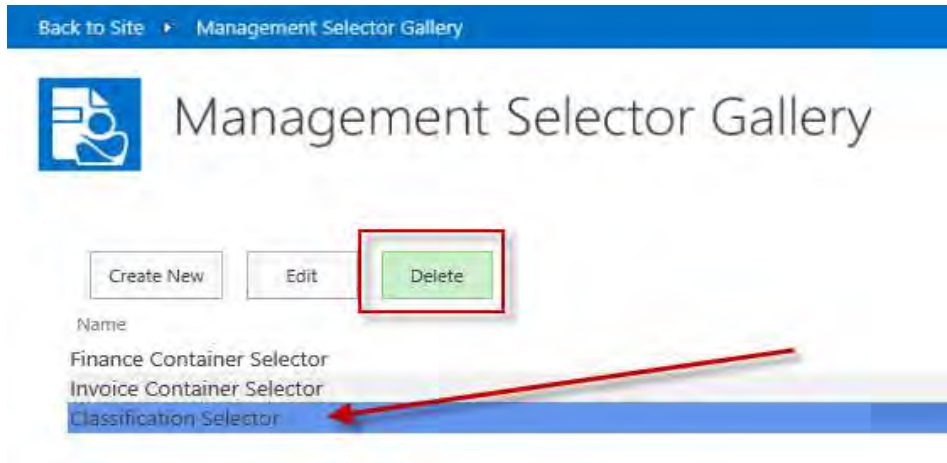 Back to Site ▸ Management Selector Gallery
Management Selector Gallery
Create New Edit Delete
Name
Finance Container Selector
Invoice Container Selector
Classification Selector